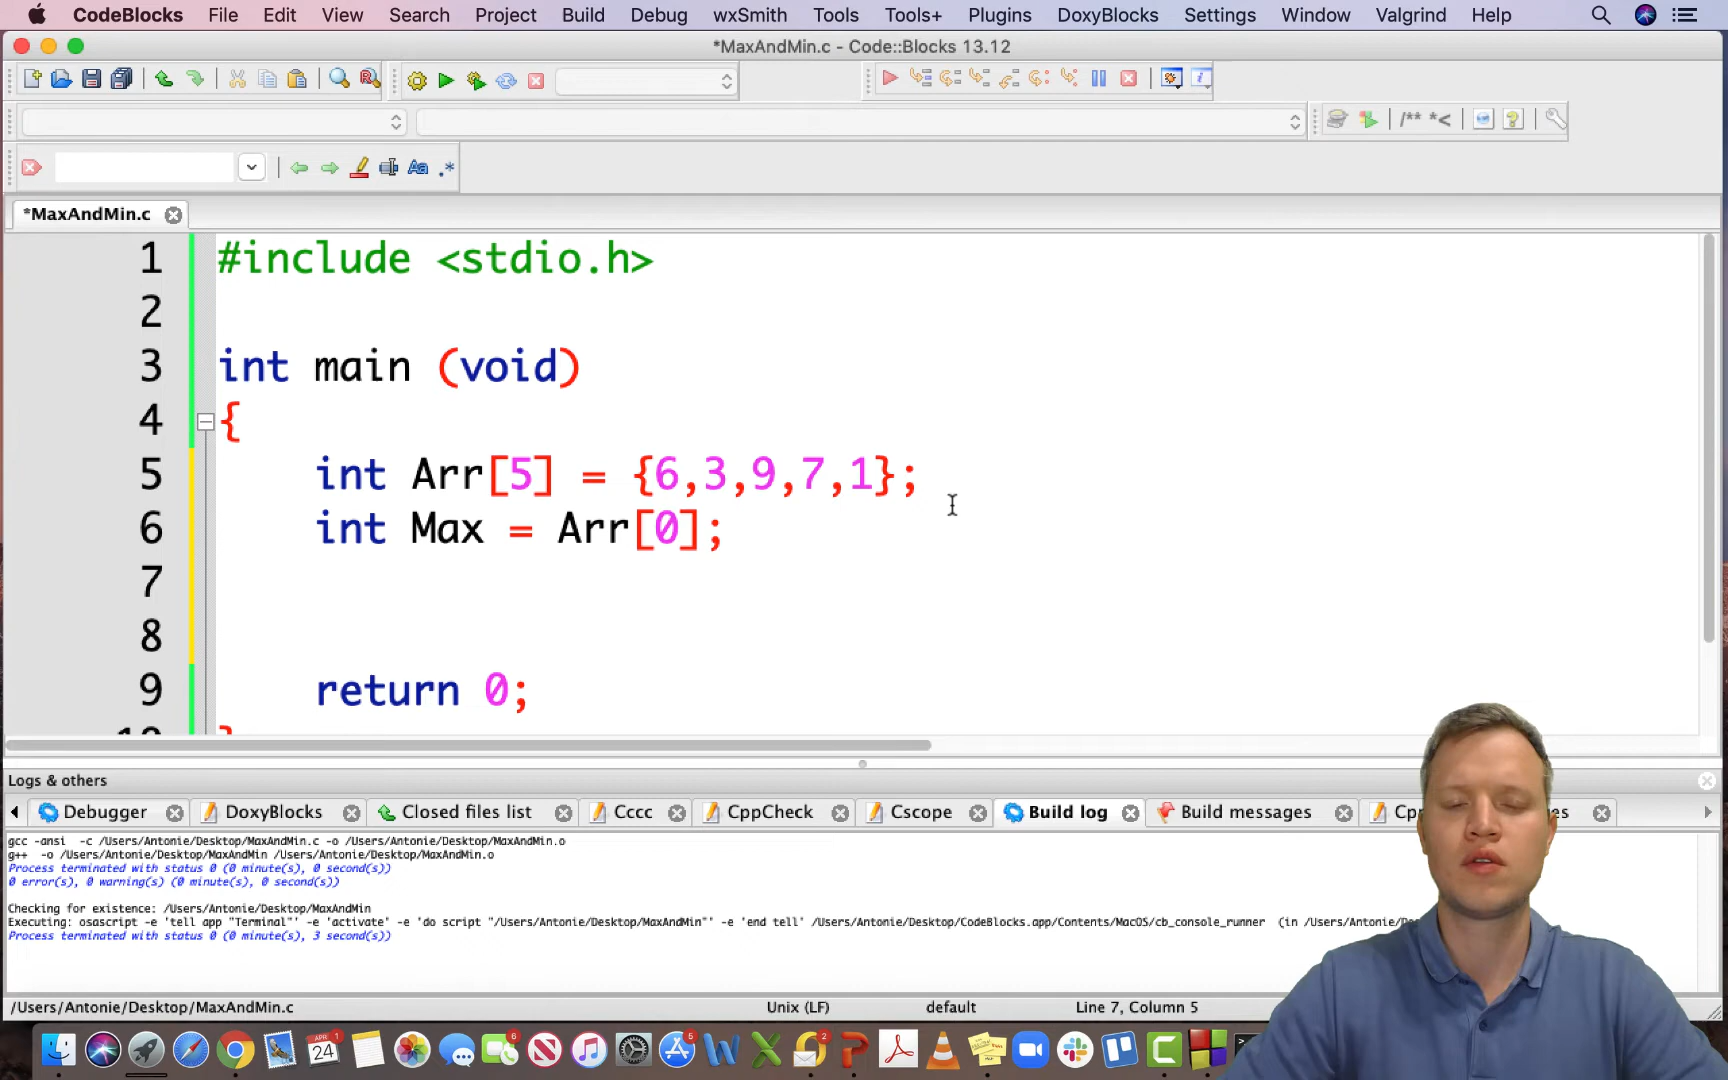 CodeBlocks File Edit View Search Project Build Debug wxSmith Tools Tools+ Plugins DoxyBlocks Settings Window Valgrind Help
*MaxAndMin.c - Code::Blocks 13.12
/** *<
Aa .*
*MaxAndMin.c
1 #include <stdio.h>
2
3 int main (void)
4 {
5 int Arr[5] = {6,3,9,7,1};
6 int Max = Arr[0];
7
8
9 return 0;
Logs & others
Debugger DoxyBlocks Closed files list Cccc CppCheck Cscope Build log Build messages
gcc -ansi -c /Users/Antonie/Desktop/MaxAndMin.c -o /Users/Antonie/Desktop/MaxAndMin.o
g++ -o /Users/Antonie/Desktop/MaxAndMin /Users/Antonie/Desktop/MaxAndMin.o
Process terminated with status 0 (0 minute(s), 0 second(s))
0 error(s), 0 warning(s) (0 minute(s), 0 second(s))
Checking for existence: /Users/Antonie/Desktop/MaxAndMin
Executing: osascript -e 'tell app "Terminal"' -e 'activate' -e 'do script "/Users/Antonie/Desktop/MaxAndMin"' -e 'end tell' /Users/Antonie/Desktop/CodeBlocks.app/Contents/MacOS/cb_console_runner (in
Process terminated with status 0 (0 minute(s), 3 second(s))
/Users/Antonie/Desktop/MaxAndMin.c Unix (LF) default Line 7, Column 5
APR 24